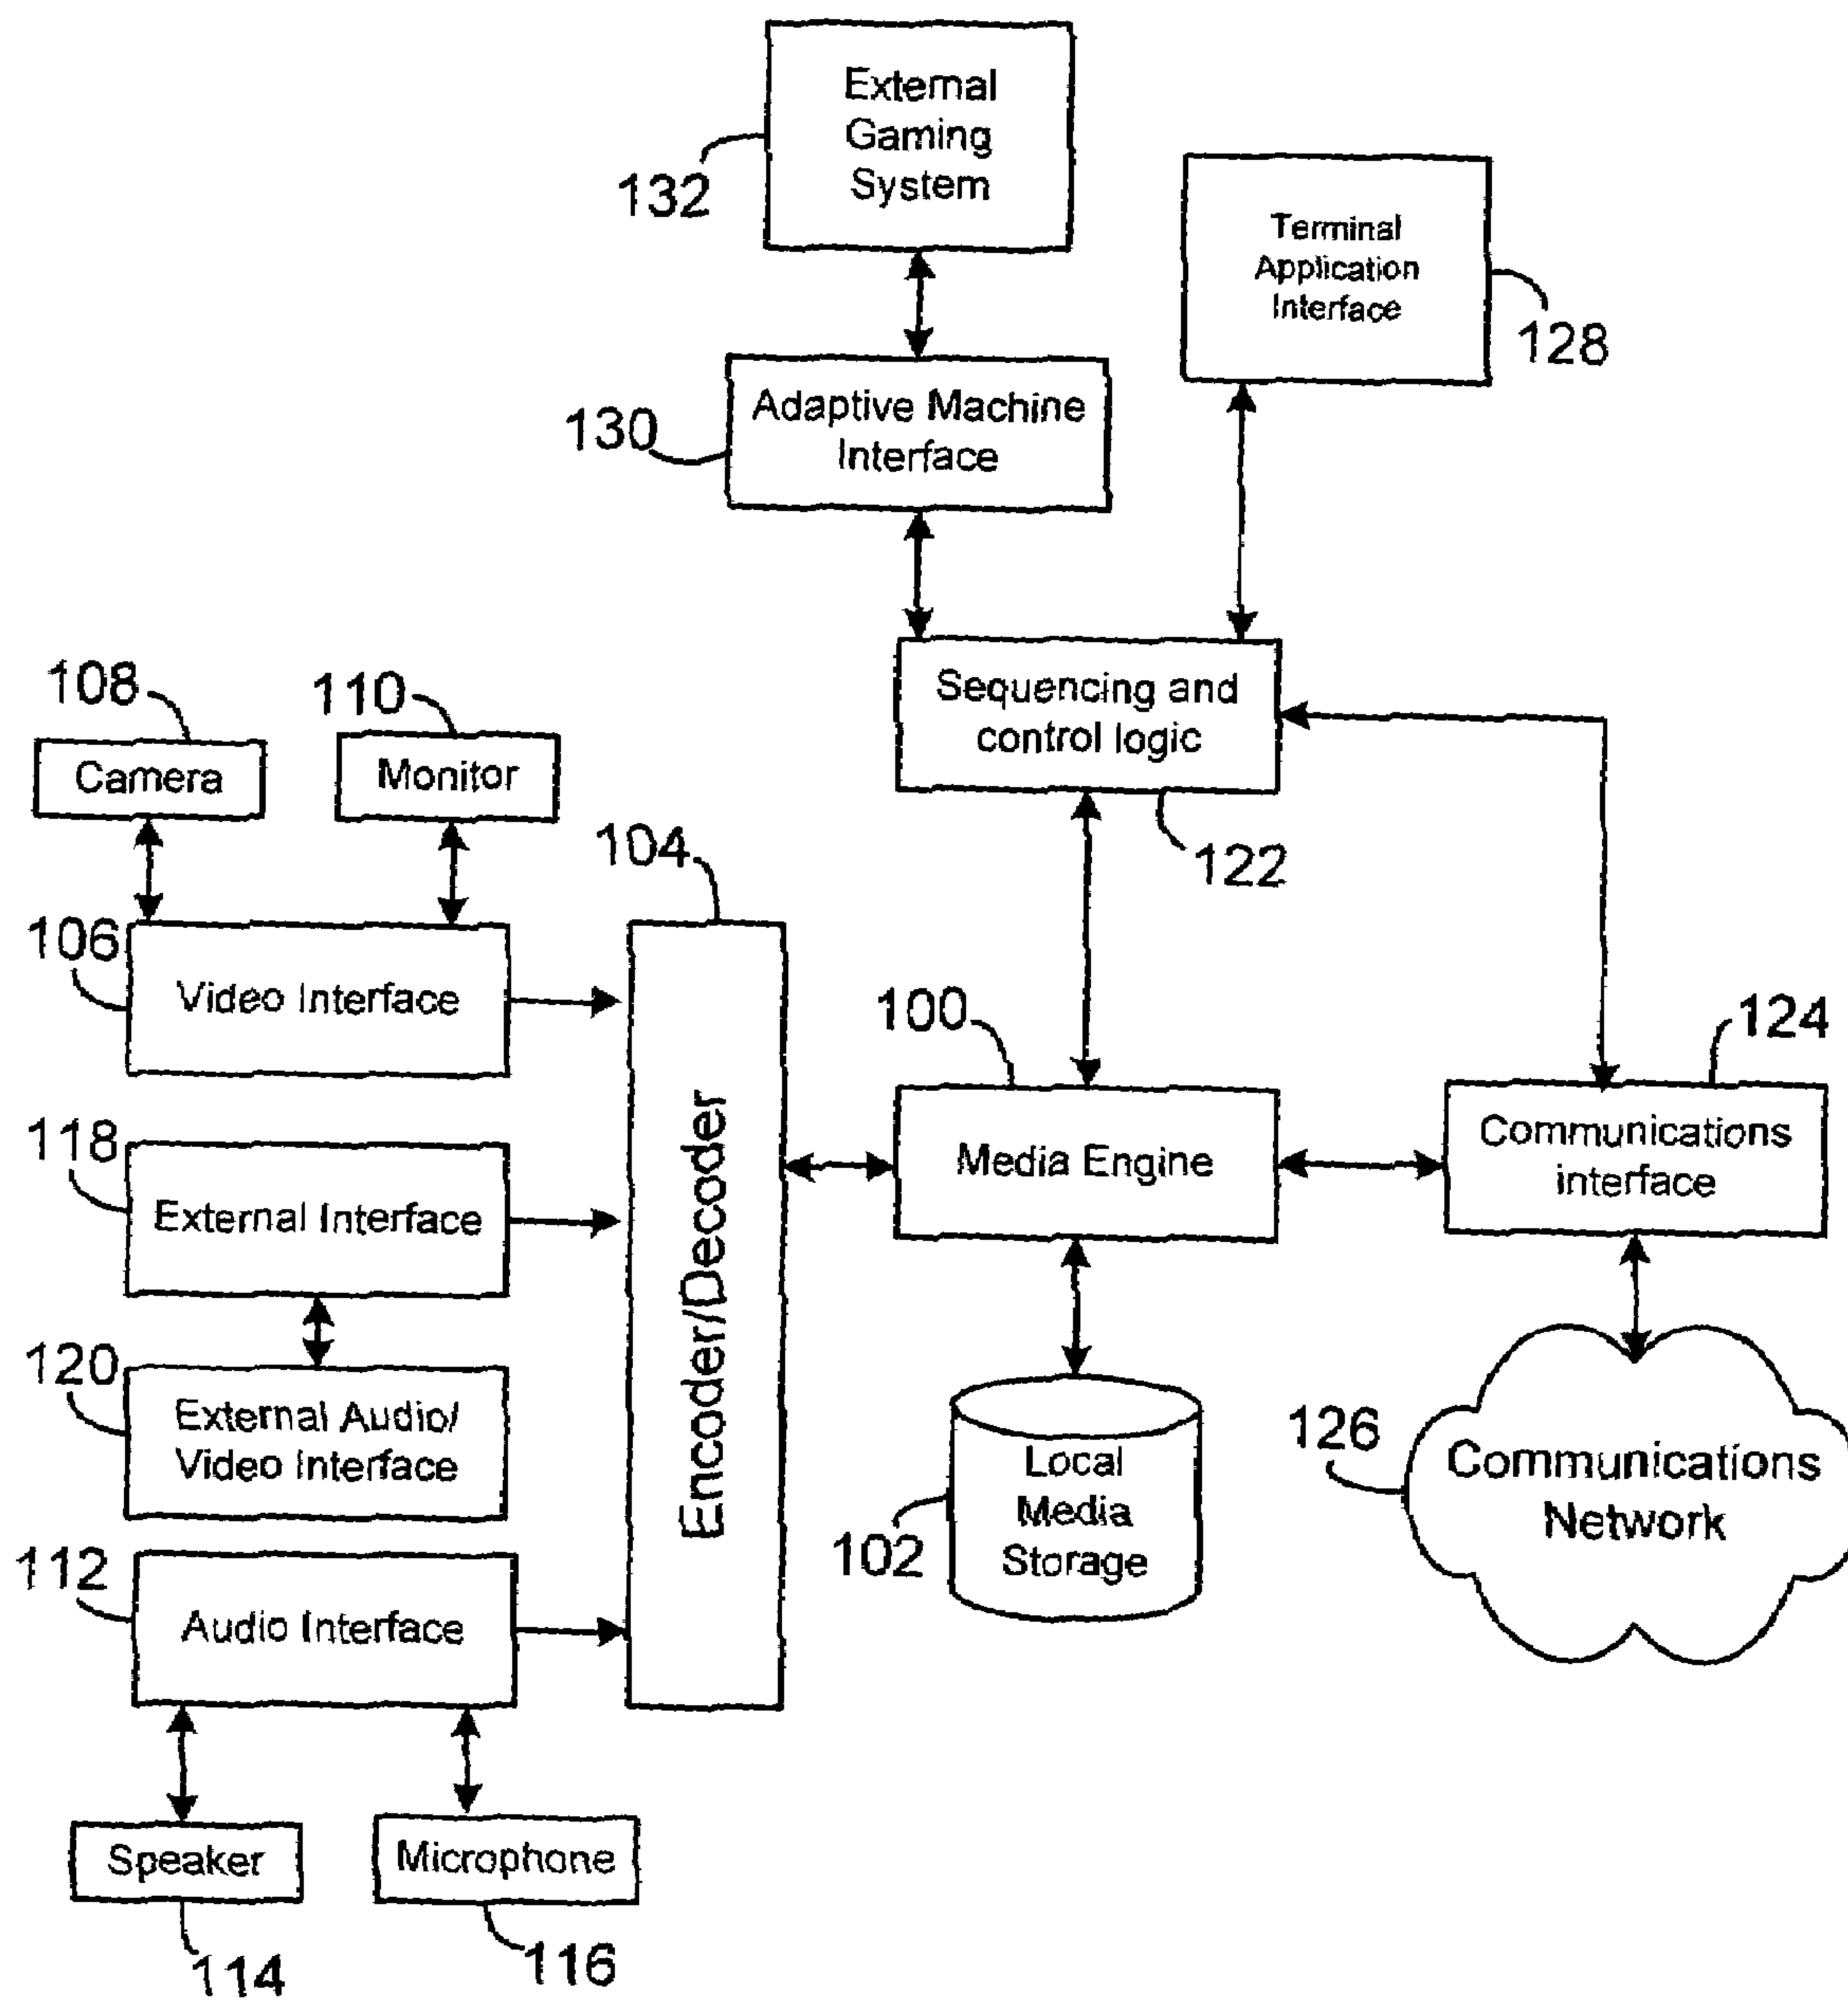 External
Gaming
System
132
Terminal
Application
Interface
128
Adaptive Machine
Interface
130
Sequencing and
control logic
122
108
Camera
110
Monitor
104
106
Video Interface
100
124
118
External Interface
Encoder/Decoder
Media Engine
Communications
interface
120
External Audio/
Video Interface
Local
Media
Storage
102
126
Communications
Network
112
Audio Interface
Speaker
Microphone
114
116